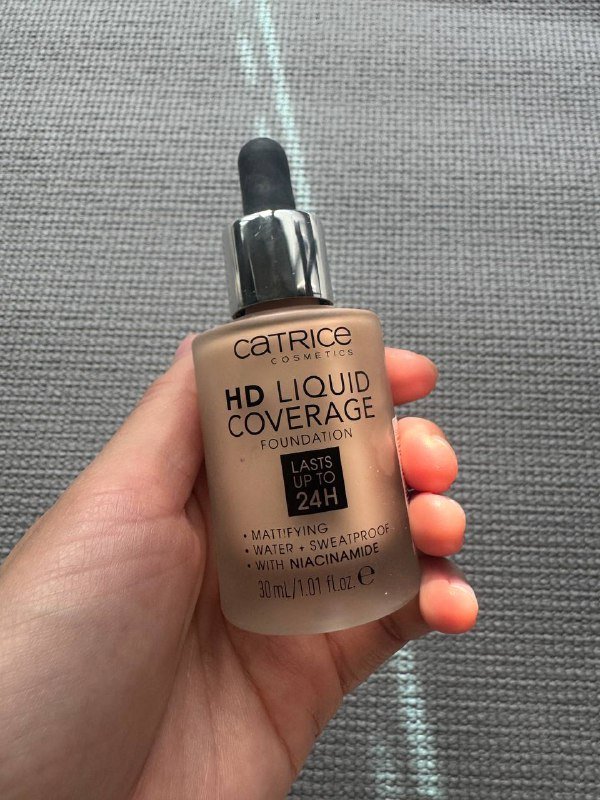 CATRICE
COSMETICS
HD LIQUID
COVERAGE
FOUNDATION
LASTS
UP TO
24H
• MATTIFYING
• WATER + SWEATPROOF
• WITH NIACINAMIDE
30 mL/1.01 fl.oz. ℮